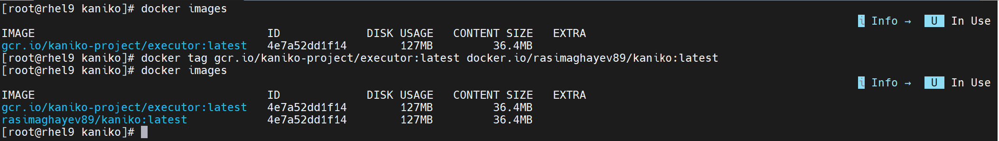 [root@rhel9 kaniko]# docker images
i Info → U In Use
IMAGE ID DISK USAGE CONTENT SIZE EXTRA
gcr.io/kaniko-project/executor:latest 4e7a52dd1f14 127MB 36.4MB
[root@rhel9 kaniko]# docker tag gcr.io/kaniko-project/executor:latest docker.io/rasimaghayev89/kaniko:latest
[root@rhel9 kaniko]# docker images
i Info → U In Use
IMAGE ID DISK USAGE CONTENT SIZE EXTRA
gcr.io/kaniko-project/executor:latest 4e7a52dd1f14 127MB 36.4MB
rasimaghayev89/kaniko:latest 4e7a52dd1f14 127MB 36.4MB
[root@rhel9 kaniko]#